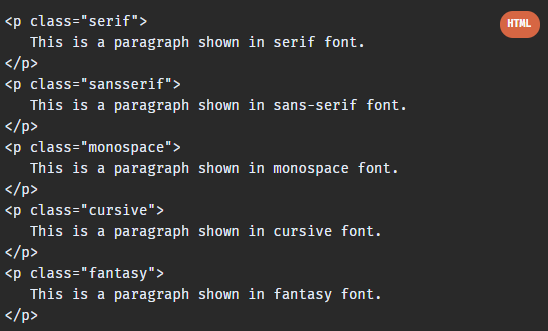 <p class="serif">
HTML
   This is a paragraph shown in serif font.
</p>
<p class="sansserif">
   This is a paragraph shown in sans-serif font.
</p>
<p class="monospace">
   This is a paragraph shown in monospace font.
</p>
<p class="cursive">
   This is a paragraph shown in cursive font.
</p>
<p class="fantasy">
   This is a paragraph shown in fantasy font.
</p>